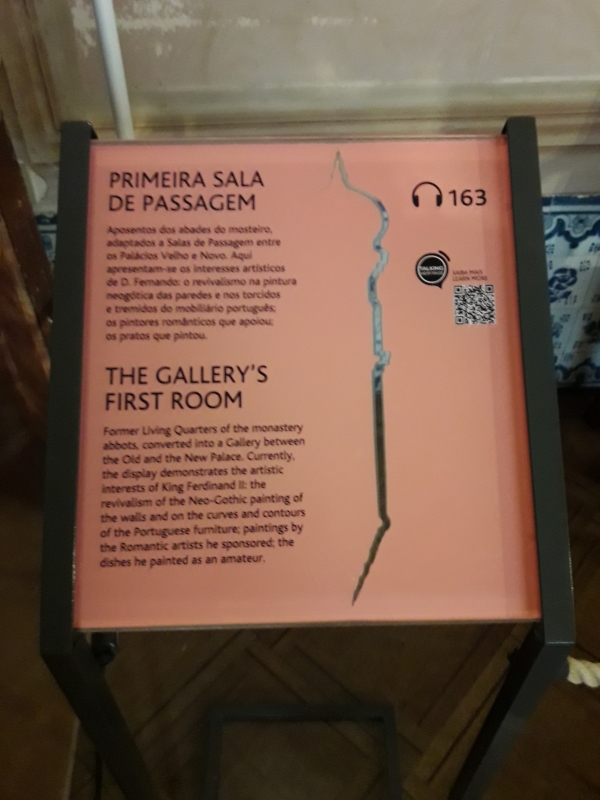 PRIMEIRA SALA
DE PASSAGEM
Aposentos dos abades do mosteiro,
adaptados a Salas de Passagem entre
os Palácios Velho e Novo. Aqui
apresentam-se os interesses artísticos
de D. Fernando: o revivalismo na pintura
neogótica das paredes e nos torcidos
e tremidos do mobiliário português;
os pintores românticos que apoiou;
os pratos que pintou.
THE GALLERY'S
FIRST ROOM
Former Living Quarters of the monastery
abbots, converted into a Gallery between
the Old and the New Palace. Currently,
the display demonstrates the artistic
interests of King Ferdinand II: the
revivalism of the Neo-Gothic painting of
the walls and on the curves and contours
of the Portuguese furniture; paintings by
the Romantic artists he sponsored; the
dishes he painted as an amateur.
163
TALKING
HERITAGE
SAIBA MAIS
LEARN MORE